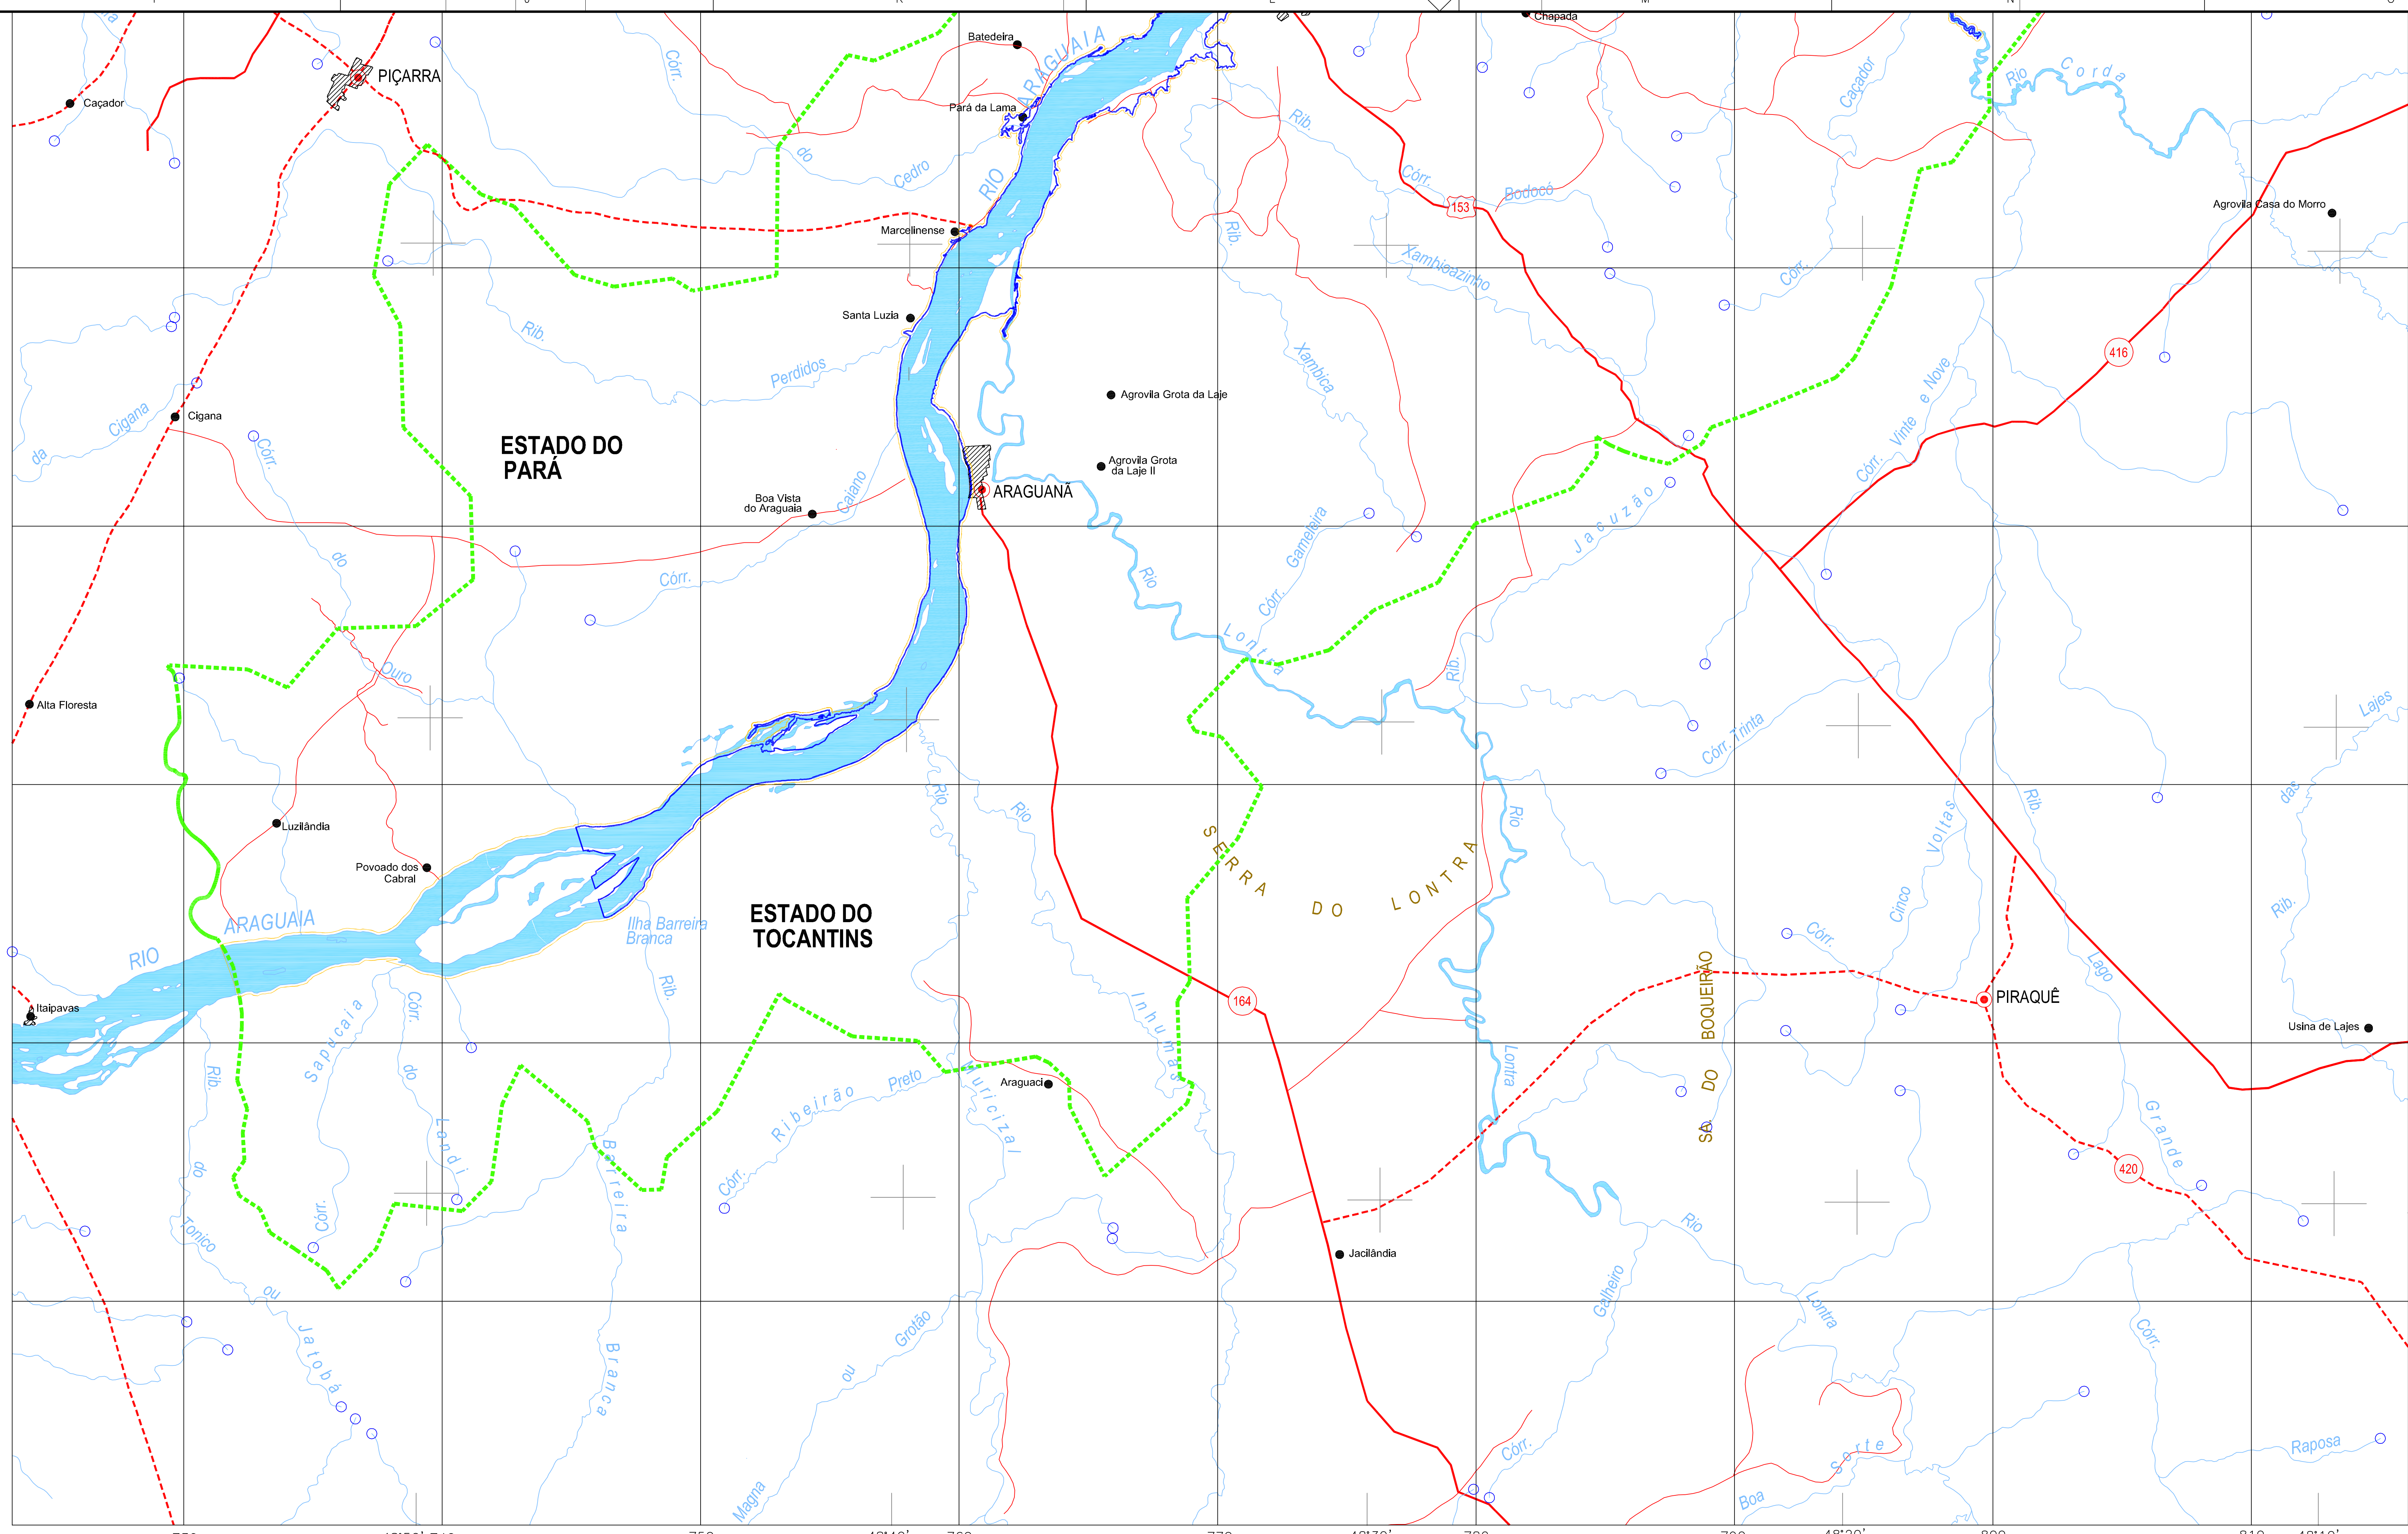 Chapada
Batedeira
ARAGUAIA
Rio
Corda
Córr.
Caçador
PIÇARRA
Caçador
Pará da Lama
Rib.
do
Cedro
RIO
Córr.
Bodocó
153
Agrovila Casa do Morro
Marcelinense
Rib.
Xamhioazinho
Córr.
Santa Luzia
Rib.
Perdidos
Xambica
416
Agrovila Grota da Laje
Córr. Vinte e Nove
da Cigana
Cigana
Córr.
ESTADO DO
PARÁ
Agrovila Grota
da Laje II
ARAGUANÃ
Boa Vista
do Araguaia
Caiano
Jacuzão
Córr. Gameleira
do
Córr.
Rio
Lontra
Rib.
Ouro
Alta Floresta
Lajes
Córr. Trinta
Rio
Rio
Rio
Rib.
das
Luzilândia
SERRA DO LONTRA
Voltas
Povoado dos
Cabral
ESTADO DO
TOCANTINS
Ilha Barreira
Branca
ARAGUAIA
RIO
Cinco
Córr.
Rib.
SA. DO BOQUEIRÃO
Lago
Rib.
Sapucaia
Córr.
Inhumas
164
PIRAQUÊ
Itaipavas
Usina de Lajes
Rib.
do
Lontra
Araguaci
Córr. Ribeirão Preto
Muricizal
Londi
Barreira
Grande
420
do
Córr.
Tonico
Rio
Jacilândia
ou
Jatobá
Galheiro
Lontra
Grotão
Córr.
Branca
ou
Córr.
Sorte
Raposa
Magna
Boa